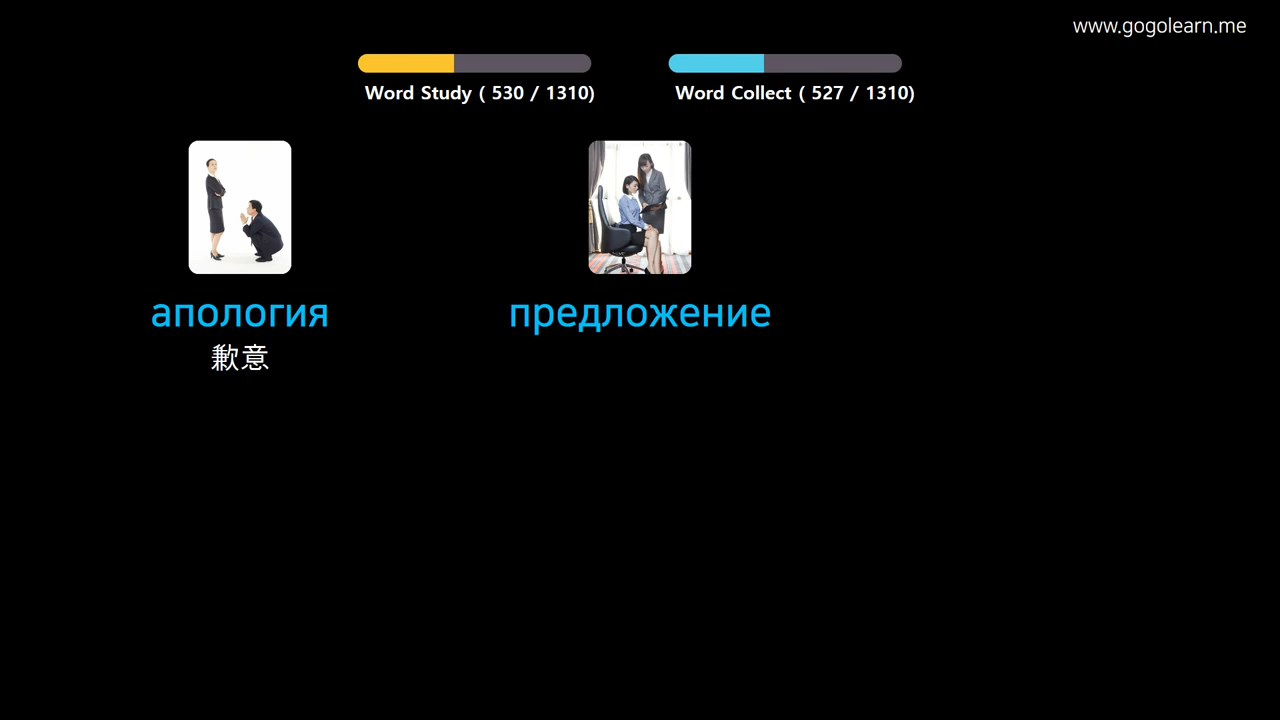 www.gogolearn.me
Word Study ( 530 / 1310)
Word Collect ( 527 / 1310)
апология
предложение
歉意